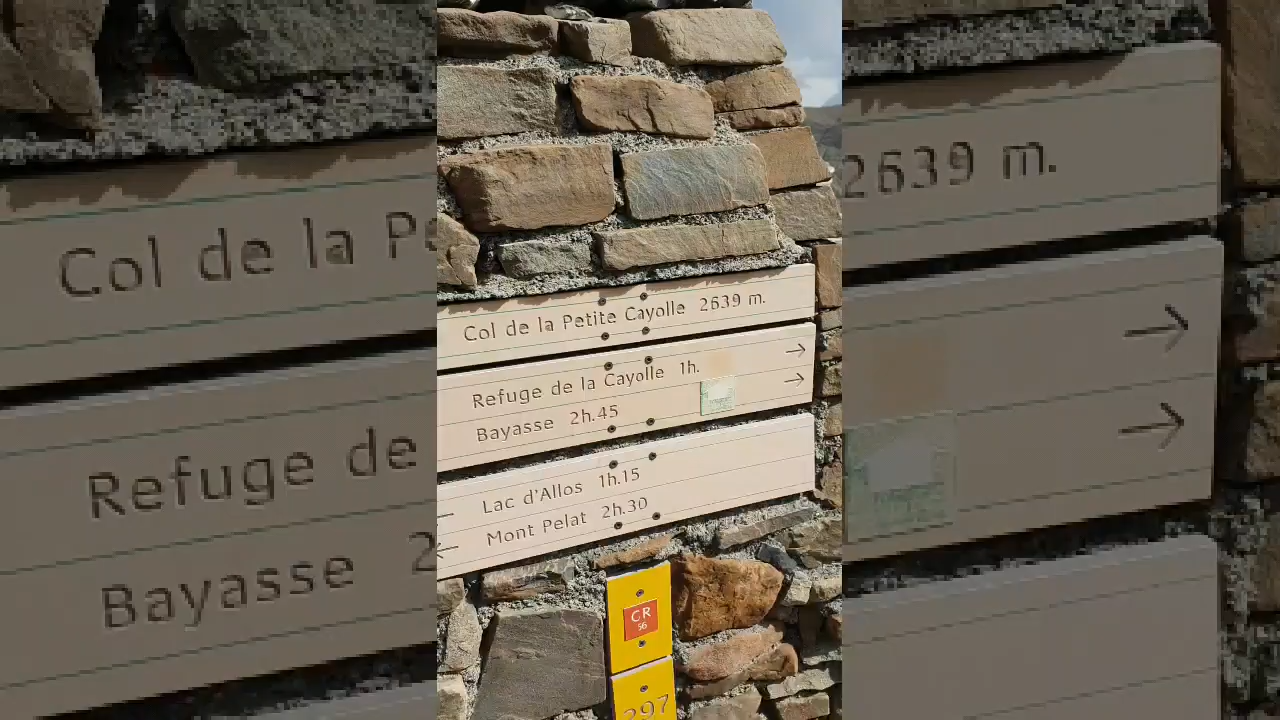 Col de la Petite Cayolle 2639 m.
Refuge de la Cayolle 1h.
Bayasse 2h.45
Lac d'Allos 1h.15
Mont Pelat 2h.30
GR
56
297